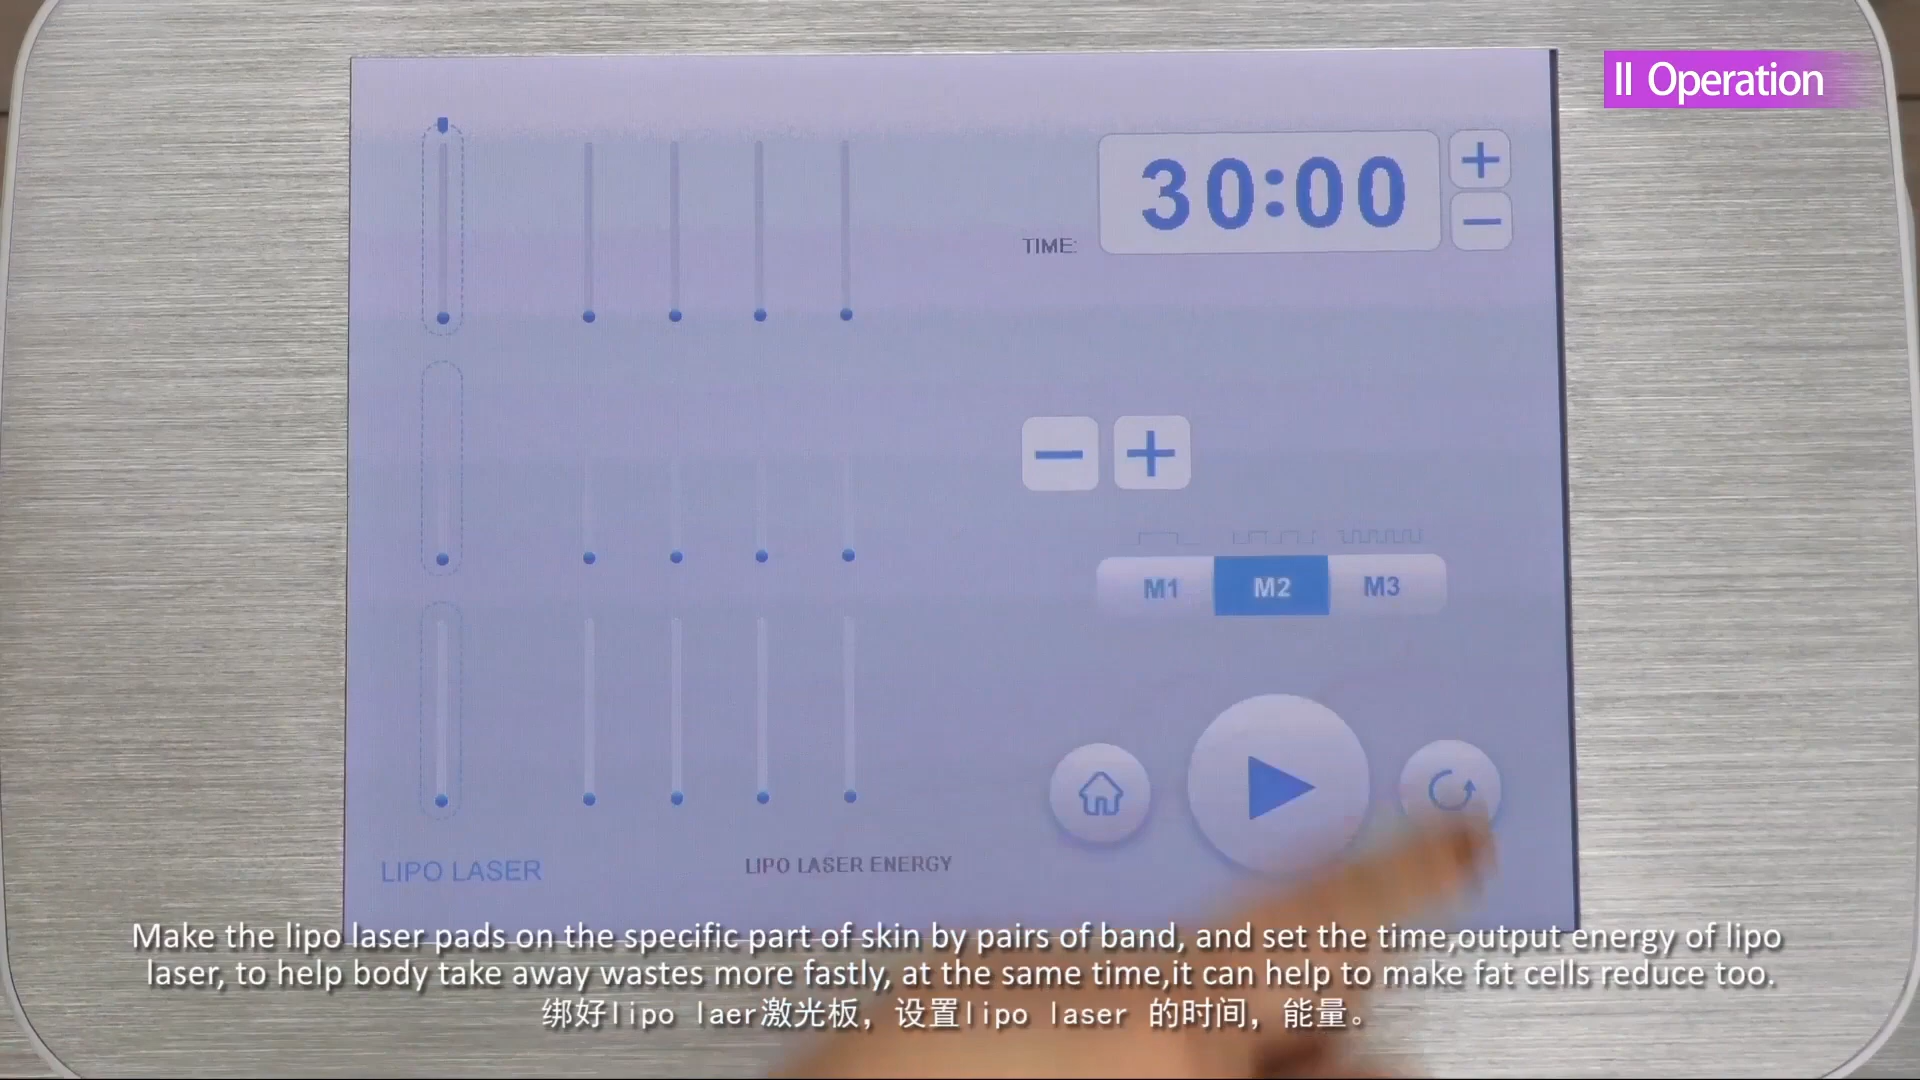 II Operation
30:00
TIME:
M1 M2 M3
LIPO LASER
LIPO LASER ENERGY
Make the lipo laser pads on the specific part of skin by pairs of band, and set the time,output energy of lipo
laser, to help body take away wastes more fastly, at the same time,it can help to make fat cells reduce too.
绑好lipo laer激光板，设置lipo laser 的时间，能量。